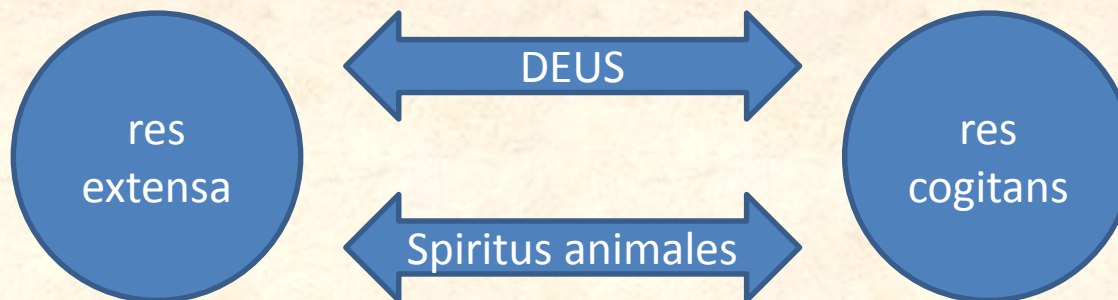 res
extensa
DEUS
Spiritus animales
res
cogitans